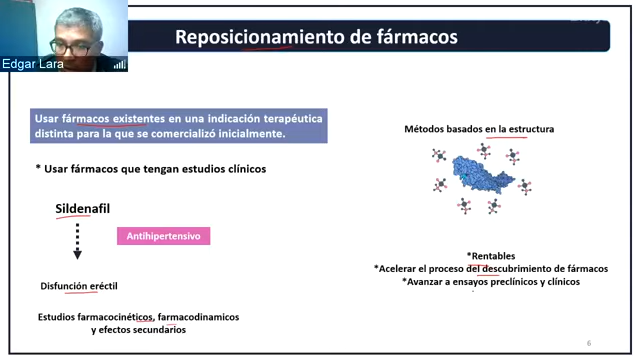 Reposicionamiento de fármacos
Edgar Lara
Usar fármacos existentes en una indicación terapéutica
distinta para la que se comercializó inicialmente.
* Usar fármacos que tengan estudios clínicos
Sildenafil
Antihipertensivo
Disfunción eréctil
Estudios farmacocinéticos, farmacodinamicos
y efectos secundarios
Métodos basados en la estructura
*Rentables
*Acelerar el proceso del descubrimiento de fármacos
*Avanzar a ensayos preclínicos y clínicos
6